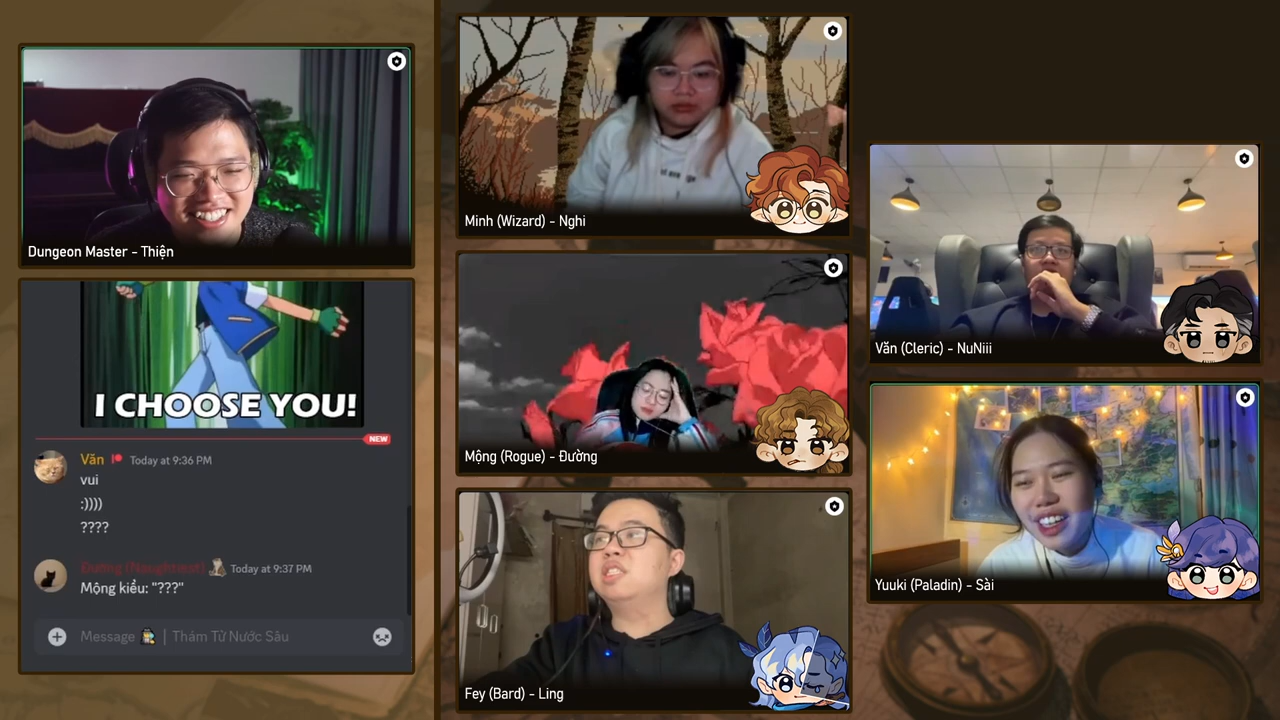 Dungeon Master - Thiện
I CHOOSE YOU!
NEW
Văn Today at 9:36 PM
vui
:))))
????
Today at 9:37 PM
Mộng kiểu: "???"
Message | Thám Tử Nước Sâu
Minh (Wizard) - Nghi
Mộng (Rogue) - Đường
Fey (Bard) - Ling
Văn (Cleric) - NuNiii
Yuuki (Paladin) - Sài